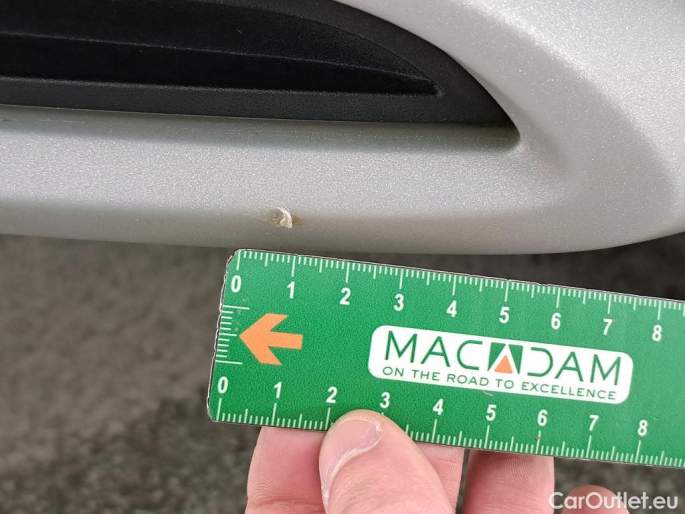 0 1 2 3 4 5 6 7 8
MACADAM
ON THE ROAD TO EXCELLENCE
0 1 2 3 4 5 6 7 8
CarOutlet.eu